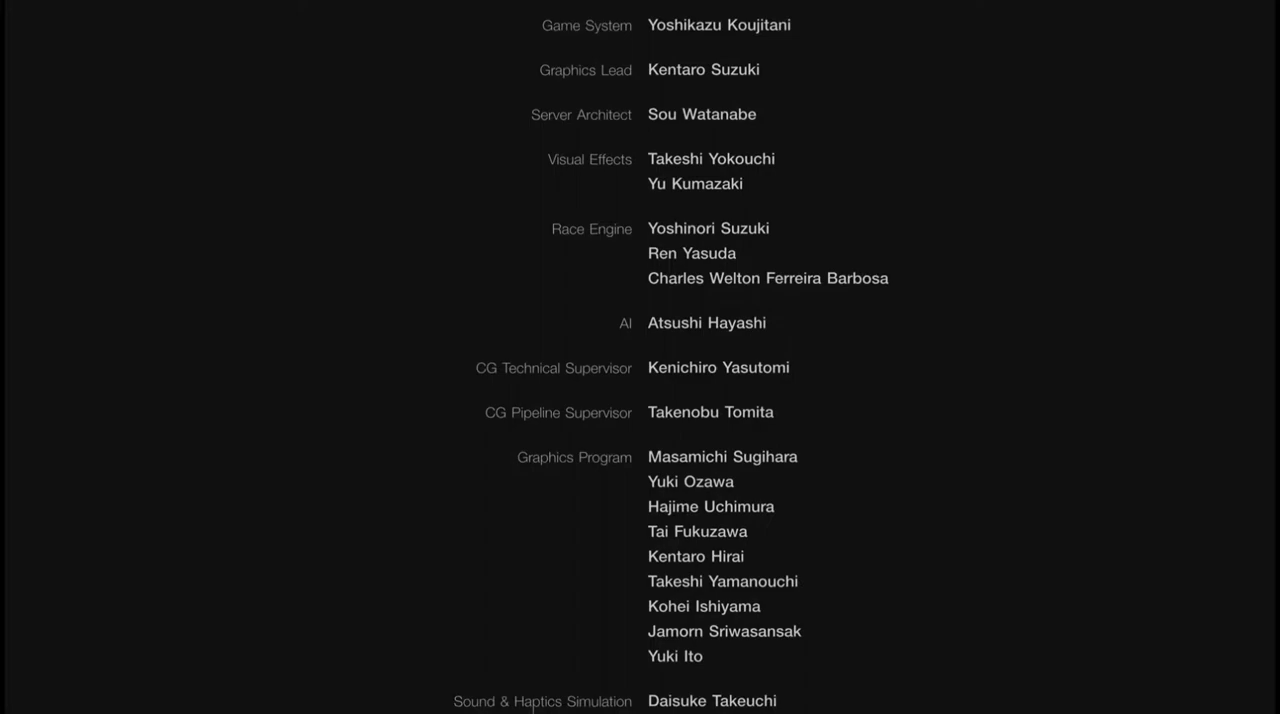 Game System Yoshikazu Koujitani
Graphics Lead Kentaro Suzuki
Server Architect Sou Watanabe
Visual Effects Takeshi Yokouchi
Yu Kumazaki
Race Engine Yoshinori Suzuki
Ren Yasuda
Charles Welton Ferreira Barbosa
AI Atsushi Hayashi
CG Technical Supervisor Kenichiro Yasutomi
CG Pipeline Supervisor Takenobu Tomita
Graphics Program Masamichi Sugihara
Yuki Ozawa
Hajime Uchimura
Tai Fukuzawa
Kentaro Hirai
Takeshi Yamanouchi
Kohei Ishiyama
Jamorn Sriwasansak
Yuki Ito
Sound & Haptics Simulation Daisuke Takeuchi